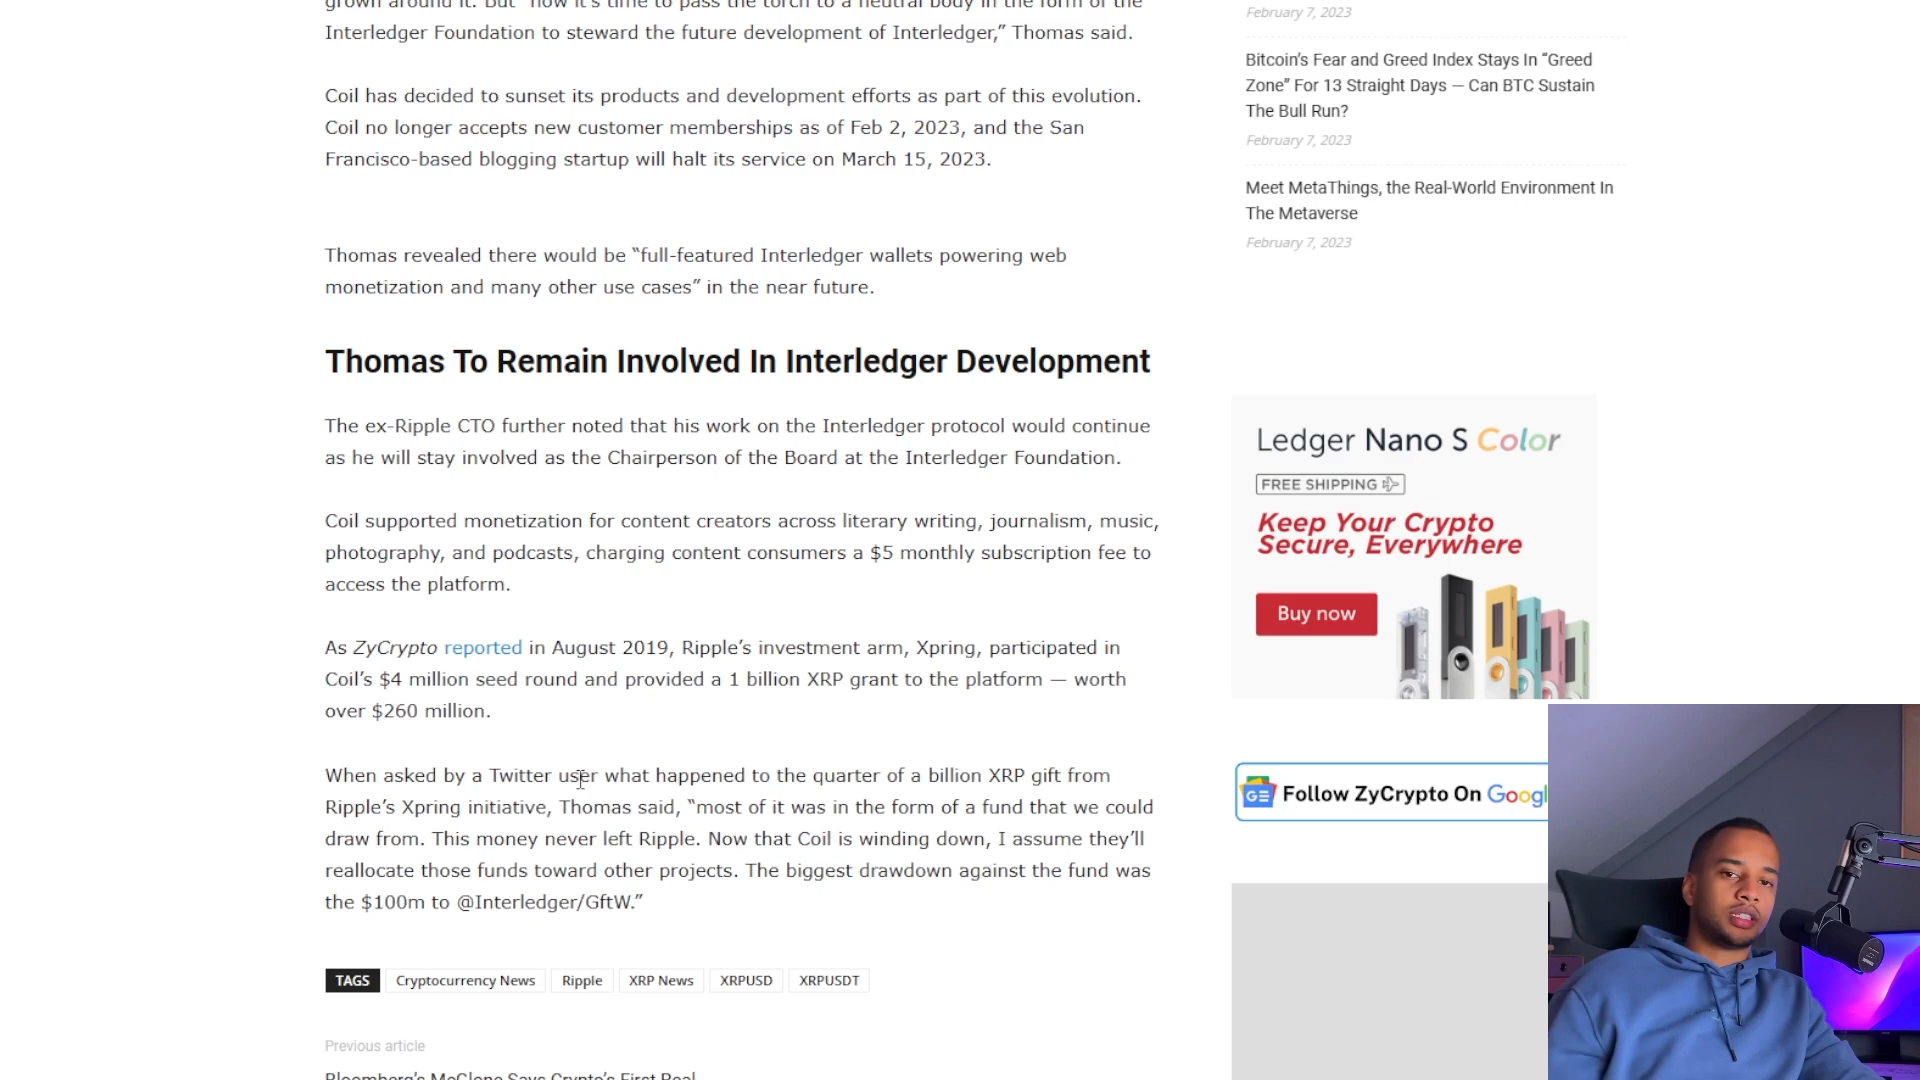 grown around it. But “now it’s time to pass the torch to a neutral body in the form of the
Interledger Foundation to steward the future development of Interledger,” Thomas said.
Coil has decided to sunset its products and development efforts as part of this evolution.
Coil no longer accepts new customer memberships as of Feb 2, 2023, and the San
Francisco-based blogging startup will halt its service on March 15, 2023.
Thomas revealed there would be “full-featured Interledger wallets powering web
monetization and many other use cases” in the near future.
Thomas To Remain Involved In Interledger Development
The ex-Ripple CTO further noted that his work on the Interledger protocol would continue
as he will stay involved as the Chairperson of the Board at the Interledger Foundation.
Coil supported monetization for content creators across literary writing, journalism, music,
photography, and podcasts, charging content consumers a $5 monthly subscription fee to
access the platform.
As ZyCrypto reported in August 2019, Ripple’s investment arm, Xpring, participated in
Coil’s $4 million seed round and provided a 1 billion XRP grant to the platform — worth
over $260 million.
When asked by a Twitter user what happened to the quarter of a billion XRP gift from
Ripple’s Xpring initiative, Thomas said, “most of it was in the form of a fund that we could
draw from. This money never left Ripple. Now that Coil is winding down, I assume they’ll
reallocate those funds toward other projects. The biggest drawdown against the fund was
the $100m to @Interledger/GftW.”
TAGS Cryptocurrency News Ripple XRP News XRPUSD XRPUSDT
Previous article
Bloomberg's McGlone Says Crypto’s First Real
February 7, 2023
Bitcoin’s Fear and Greed Index Stays In “Greed
Zone” For 13 Straight Days — Can BTC Sustain
The Bull Run?
February 7, 2023
Meet MetaThings, the Real-World Environment In
The Metaverse
February 7, 2023
Ledger Nano S Color
FREE SHIPPING
Keep Your Crypto
Secure, Everywhere
Buy now
GE Follow ZyCrypto On Googl